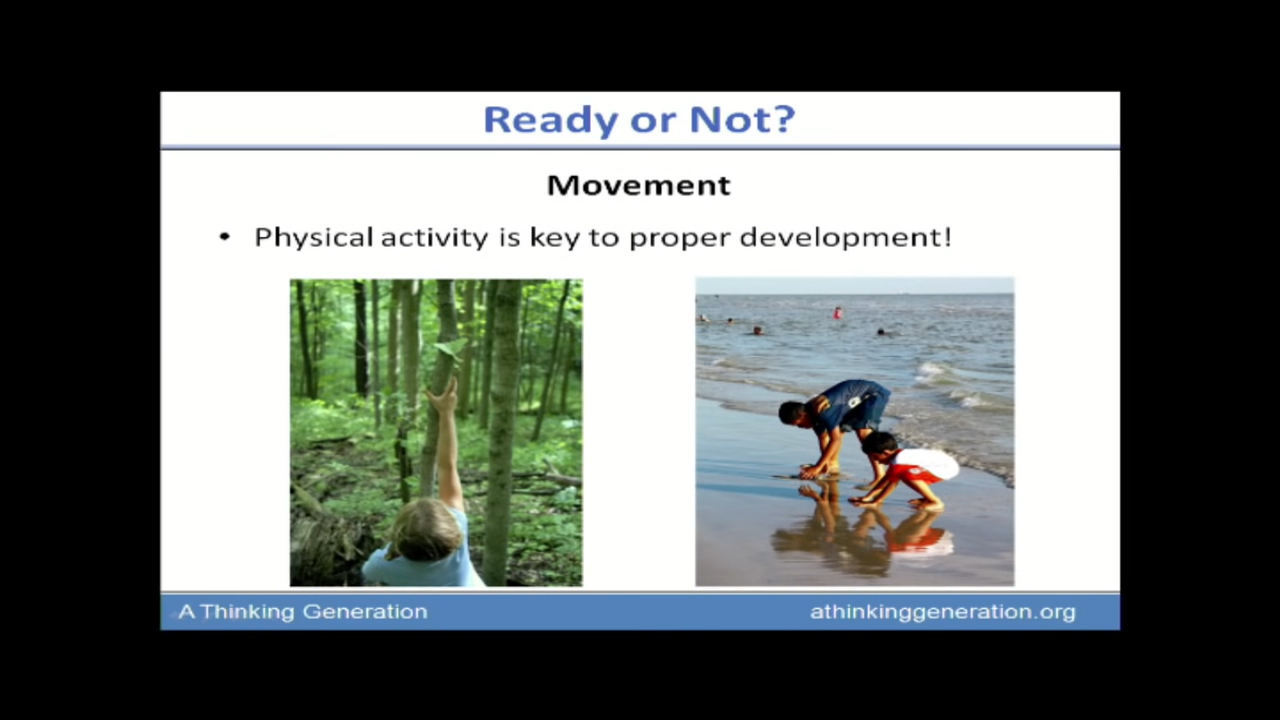 Ready or Not?
Movement
• Physical activity is key to proper development!
A Thinking Generation
athinkinggeneration.org